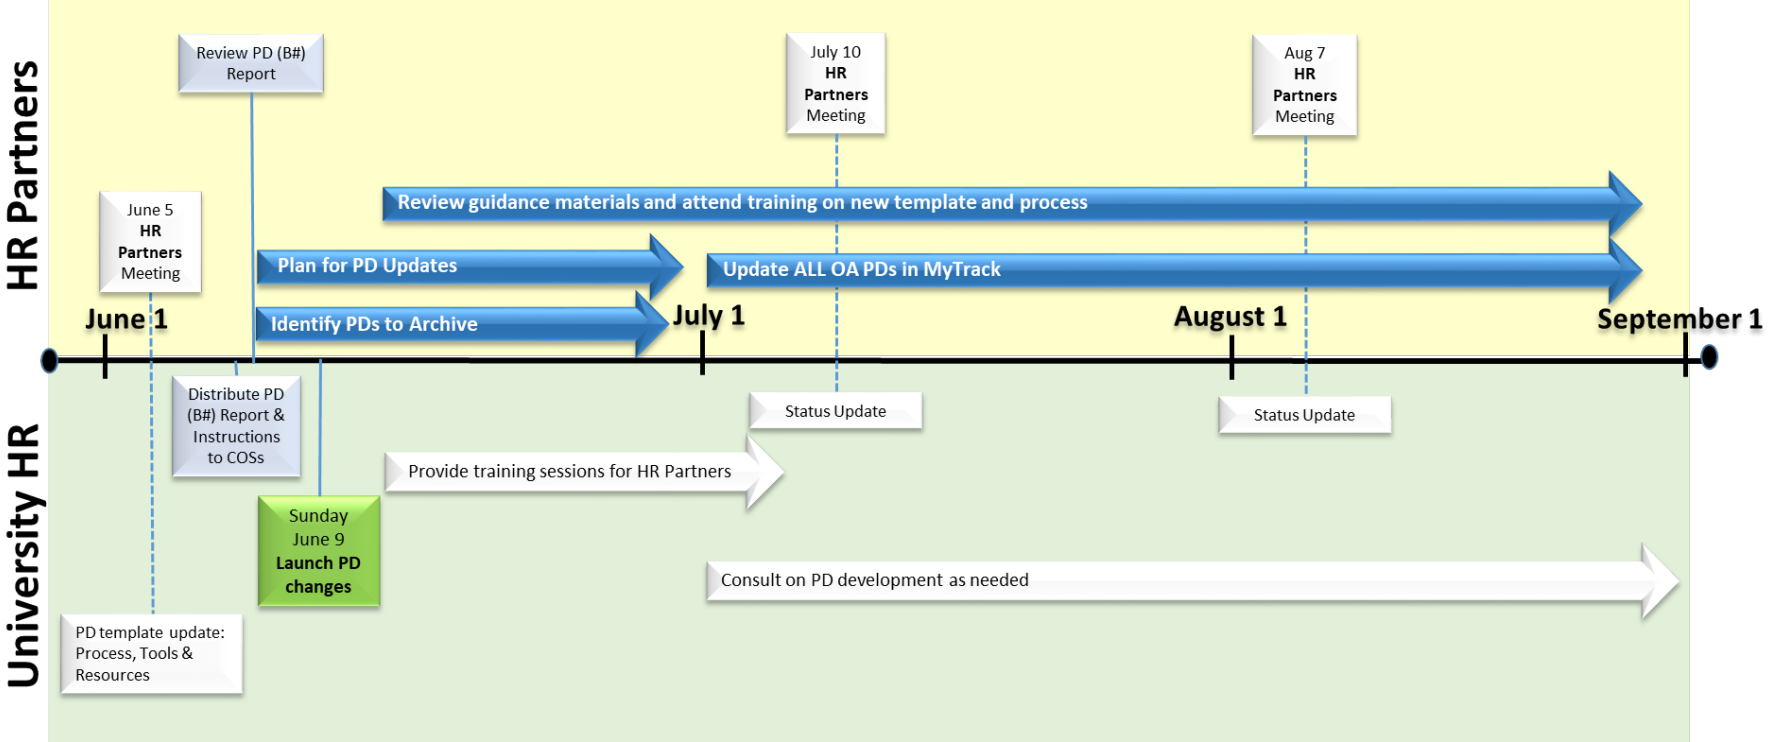 HR Partners
Review PD (B#)
Report
July 10
HR
Partners
Meeting
Aug 7
HR
Partners
Meeting
June 5
HR
Partners
Meeting
Review guidance materials and attend training on new template and process
Plan for PD Updates
Update ALL OA PDs in MyTrack
Identify PDs to Archive
June 1
July 1
August 1
September 1
University HR
Distribute PD
(B#) Report &
Instructions
to COSs
Status Update
Status Update
Provide training sessions for HR Partners
Sunday
June 9
Launch PD
changes
Consult on PD development as needed
PD template update:
Process, Tools &
Resources